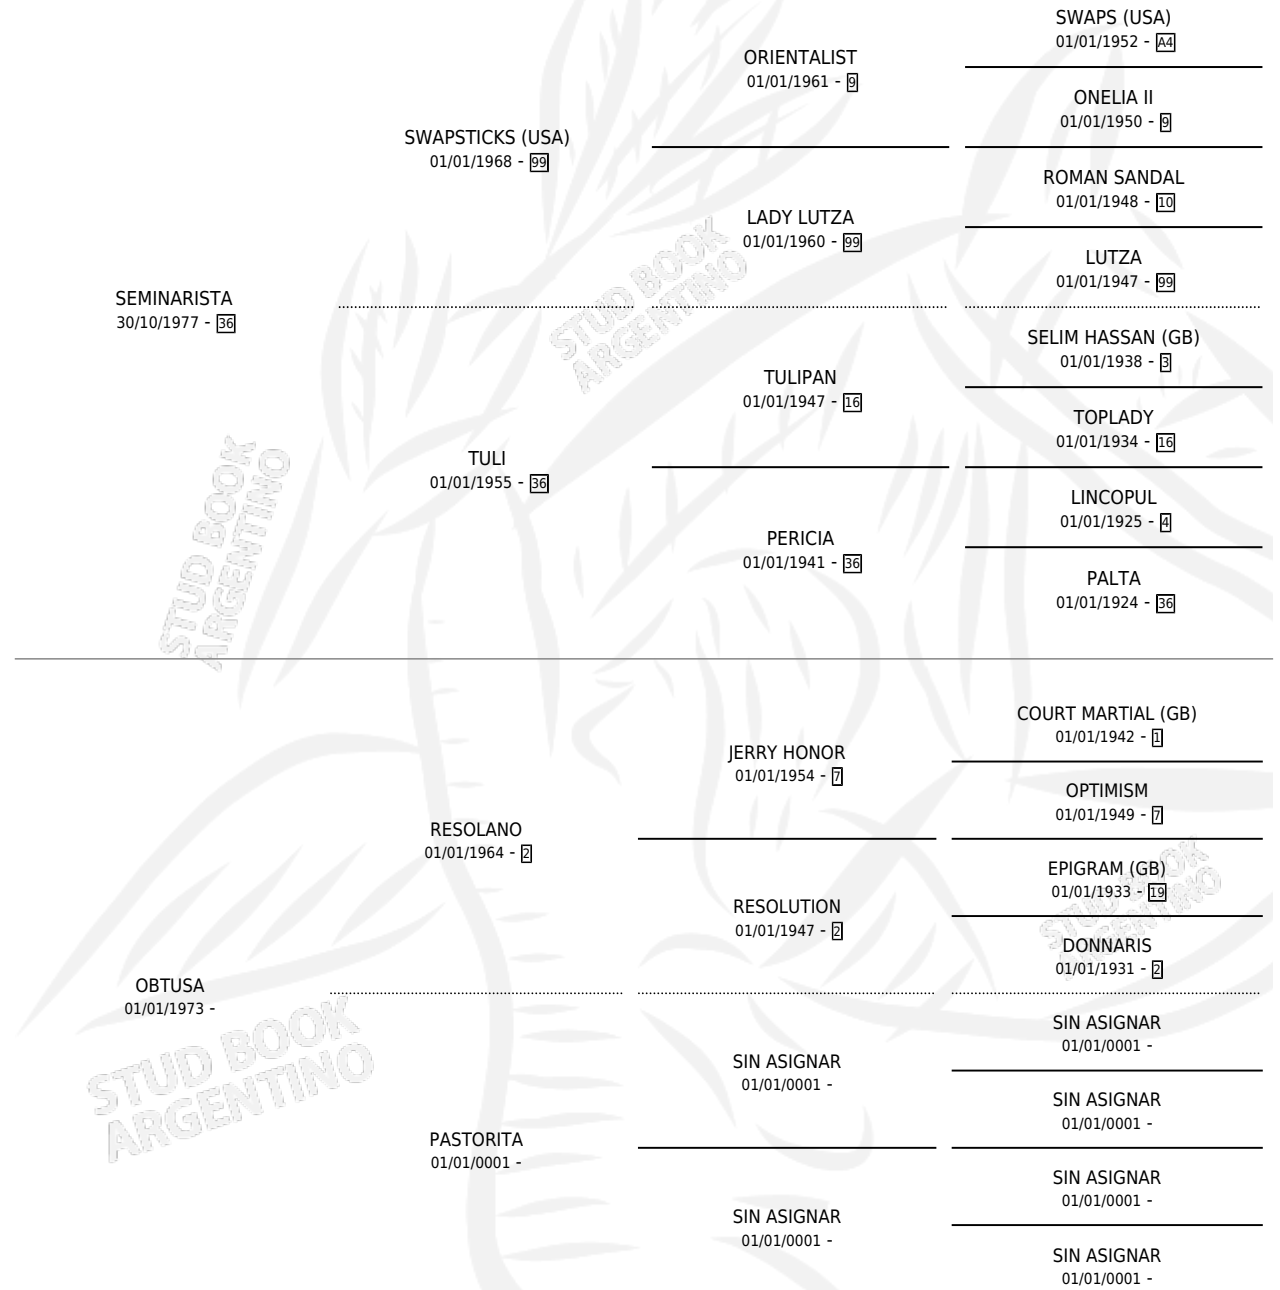 SWAPS (USA)
01/01/1952 - A4
ORIENTALIST
01/01/1961 - 9
ONELIA II
01/01/1950 - 9
SWAPSTICKS (USA)
01/01/1968 - 99
ROMAN SANDAL
01/01/1948 - 10
LADY LUTZA
01/01/1960 - 99
LUTZA
01/01/1947 - 99
SEMINARISTA
30/10/1977 - 36
SELIM HASSAN (GB)
01/01/1938 - 3
TULIPAN
01/01/1947 - 16
TOPLADY
01/01/1934 - 16
TULI
01/01/1955 - 36
LINCOPUL
01/01/1925 - 4
PERICIA
01/01/1941 - 36
PALTA
01/01/1924 - 36
STUD BOOK
ARGENTINO
STUD BOOK
ARGENTINO
COURT MARTIAL (GB)
01/01/1942 - 1
JERRY HONOR
01/01/1954 - 7
OPTIMISM
01/01/1949 - 7
RESOLANO
01/01/1964 - 2
EPIGRAM (GB)
01/01/1933 - 19
RESOLUTION
01/01/1947 - 2
DONNARIS
01/01/1931 - 2
OBTUSA
01/01/1973 -
SIN ASIGNAR
01/01/0001 -
SIN ASIGNAR
01/01/0001 -
SIN ASIGNAR
01/01/0001 -
PASTORITA
01/01/0001 -
SIN ASIGNAR
01/01/0001 -
SIN ASIGNAR
01/01/0001 -
SIN ASIGNAR
01/01/0001 -
STUD BOOK
ARGENTINO
STUD BOOK
ARGENTINO